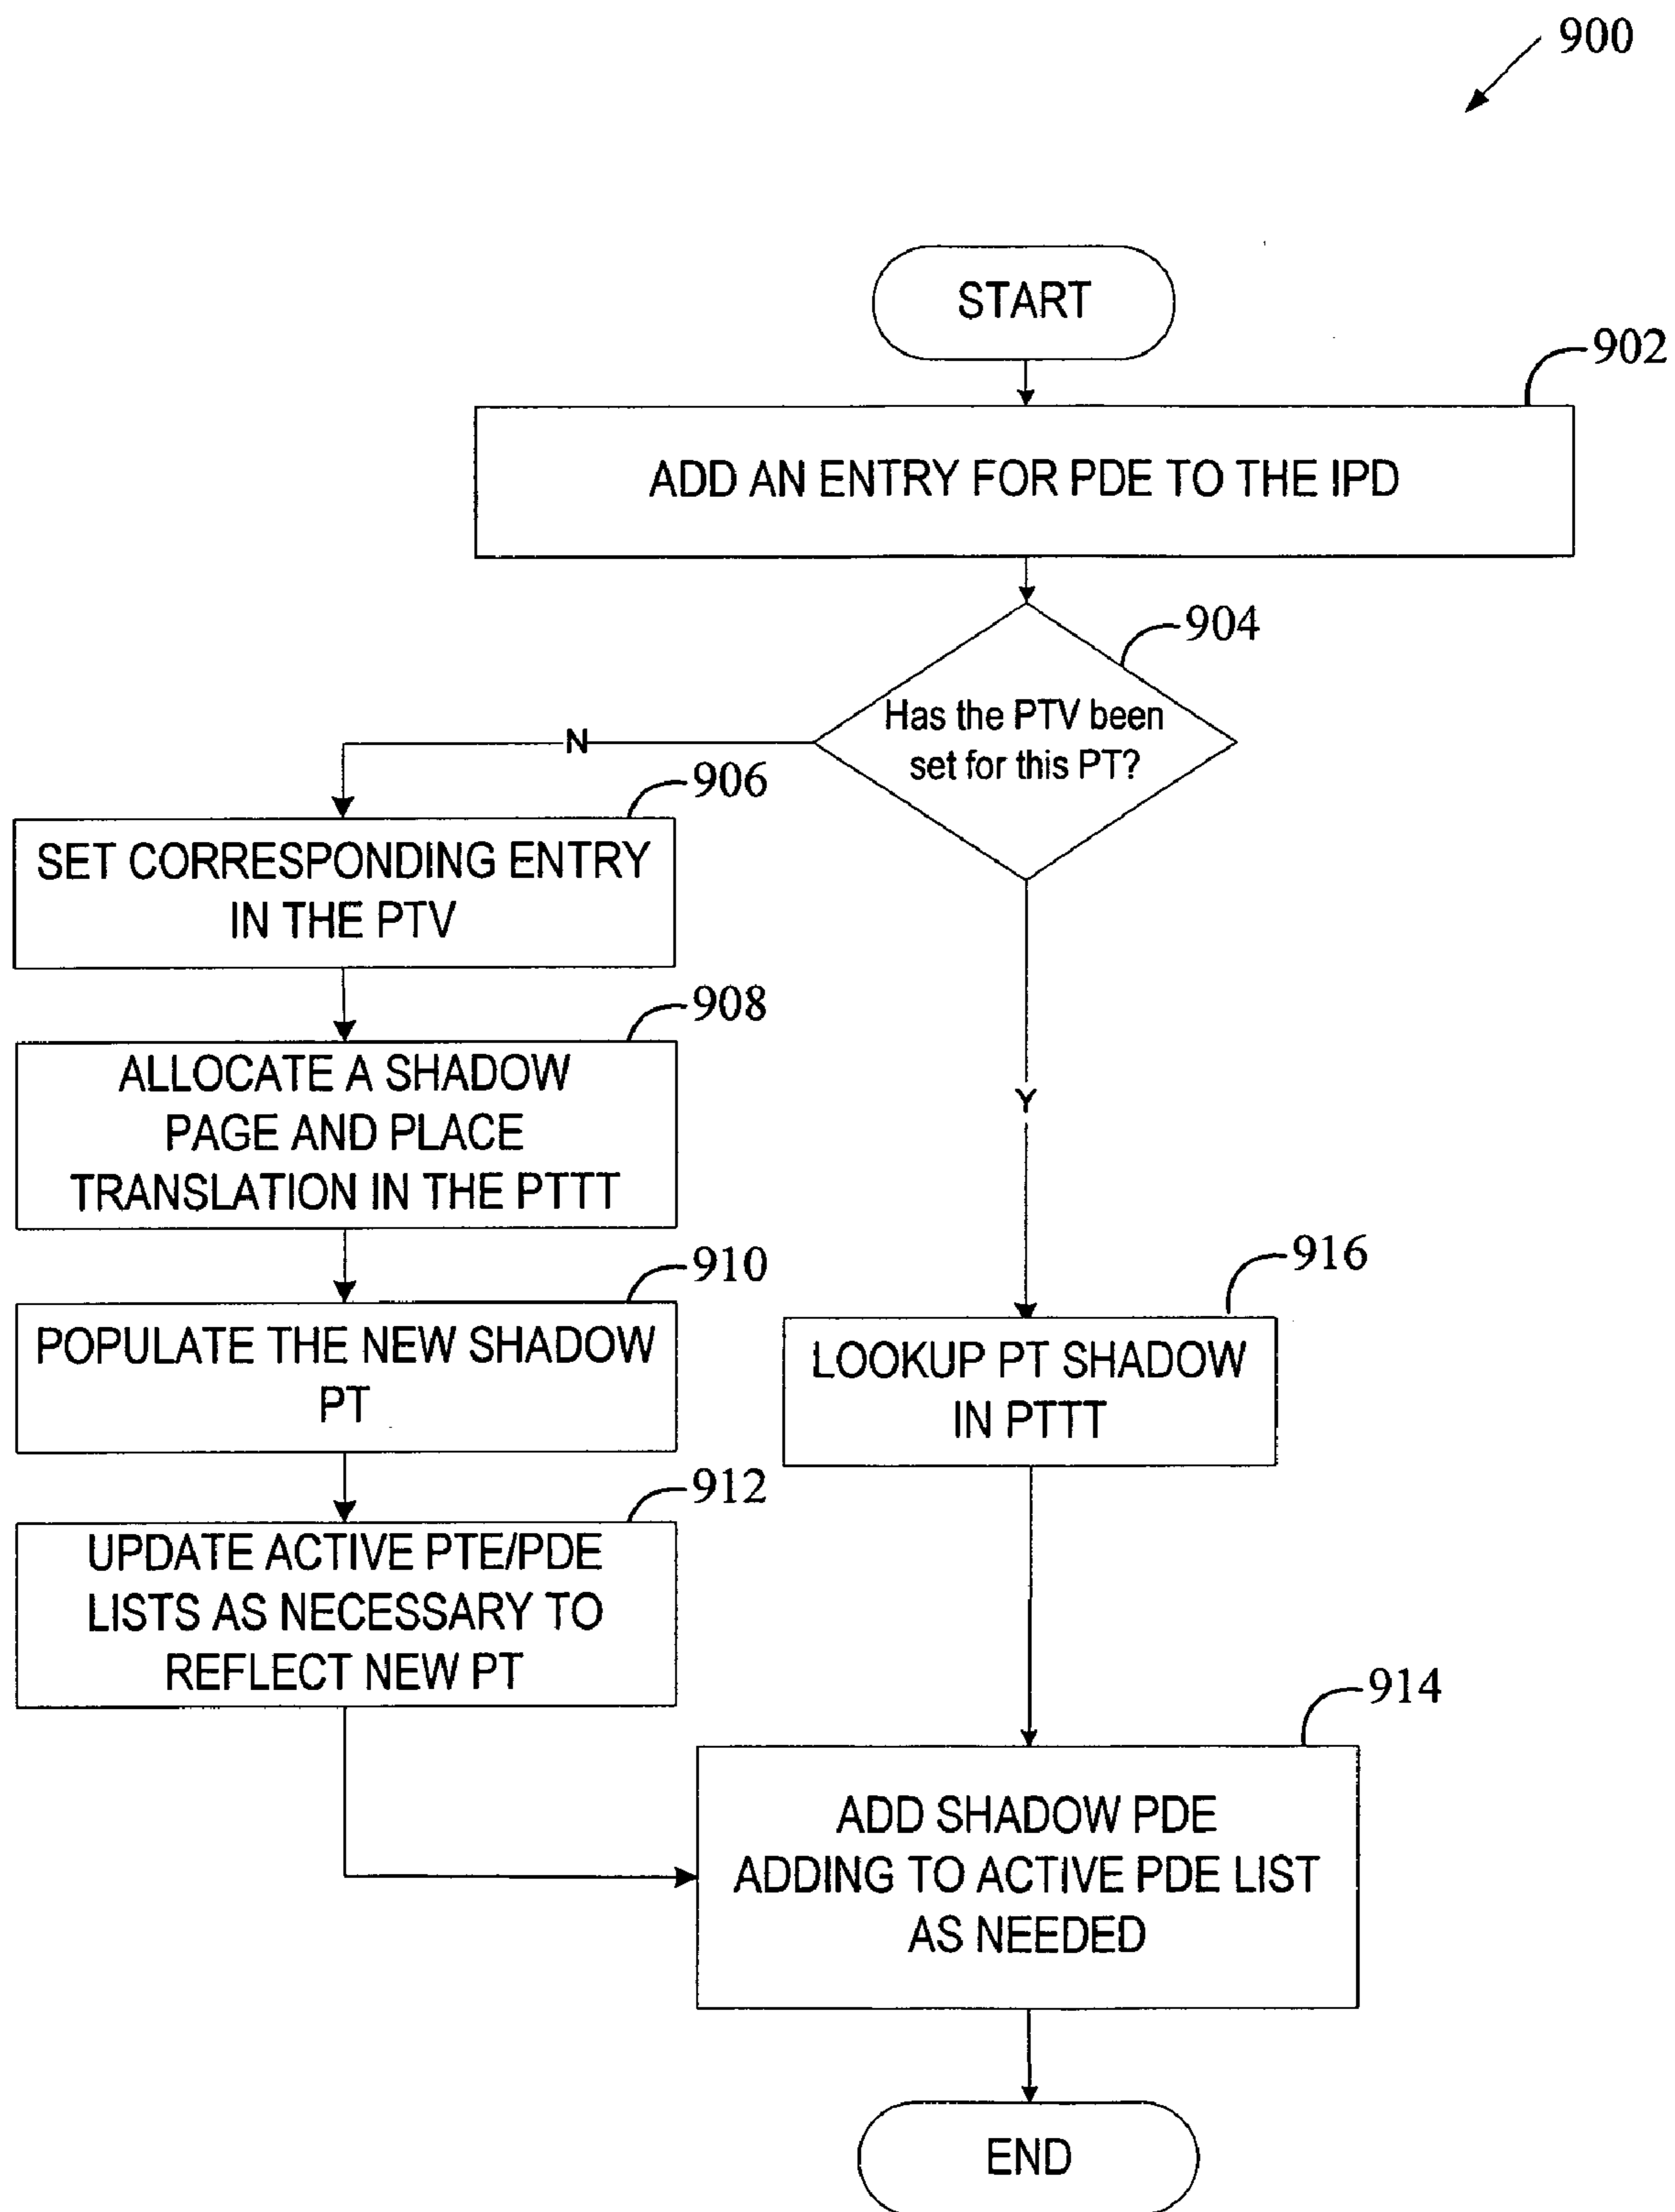 900
START
902
ADD AN ENTRY FOR PDE TO THE IPD
904
Has the PTV been
set for this PT?
N
906
SET CORRESPONDING ENTRY
IN THE PTV
908
ALLOCATE A SHADOW
PAGE AND PLACE
TRANSLATION IN THE PTTT
Y
910
POPULATE THE NEW SHADOW
PT
916
LOOKUP PT SHADOW
IN PTTT
912
UPDATE ACTIVE PTE/PDE
LISTS AS NECESSARY TO
REFLECT NEW PT
914
ADD SHADOW PDE
ADDING TO ACTIVE PDE LIST
AS NEEDED
END